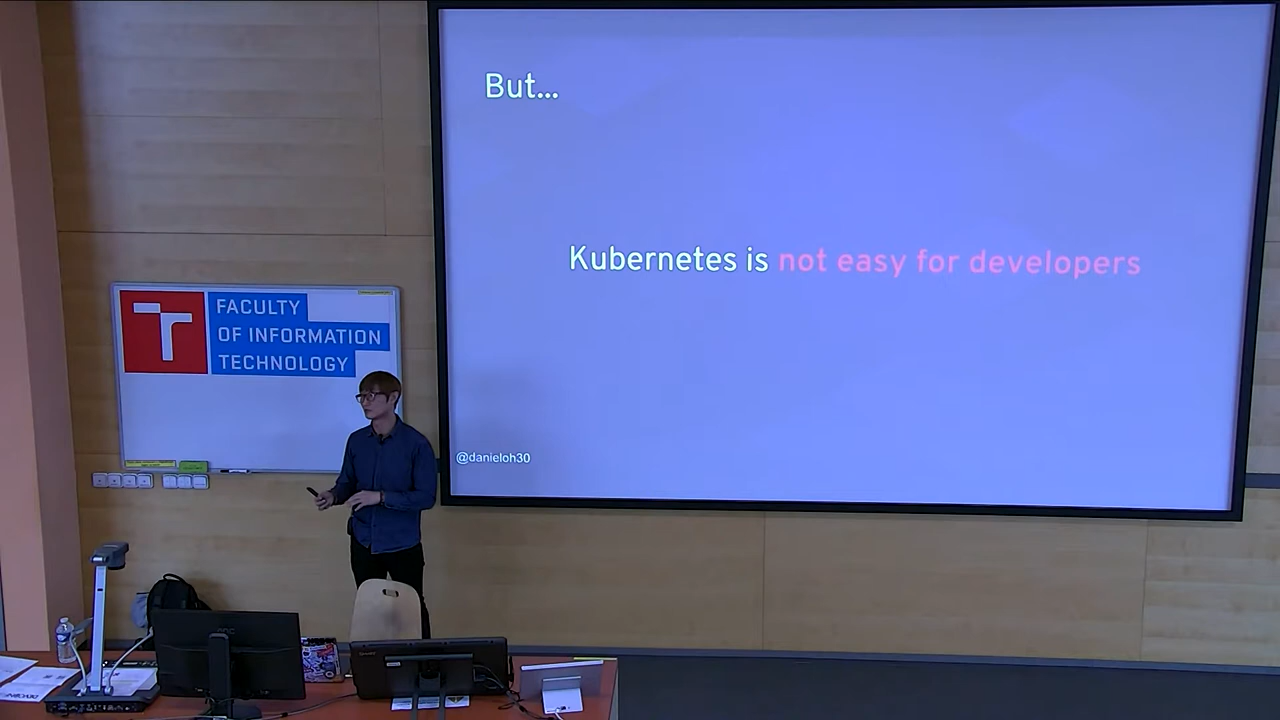 But...
Kubernetes is not easy for developers
@danieloh30
FACULTY
OF INFORMATION
TECHNOLOGY